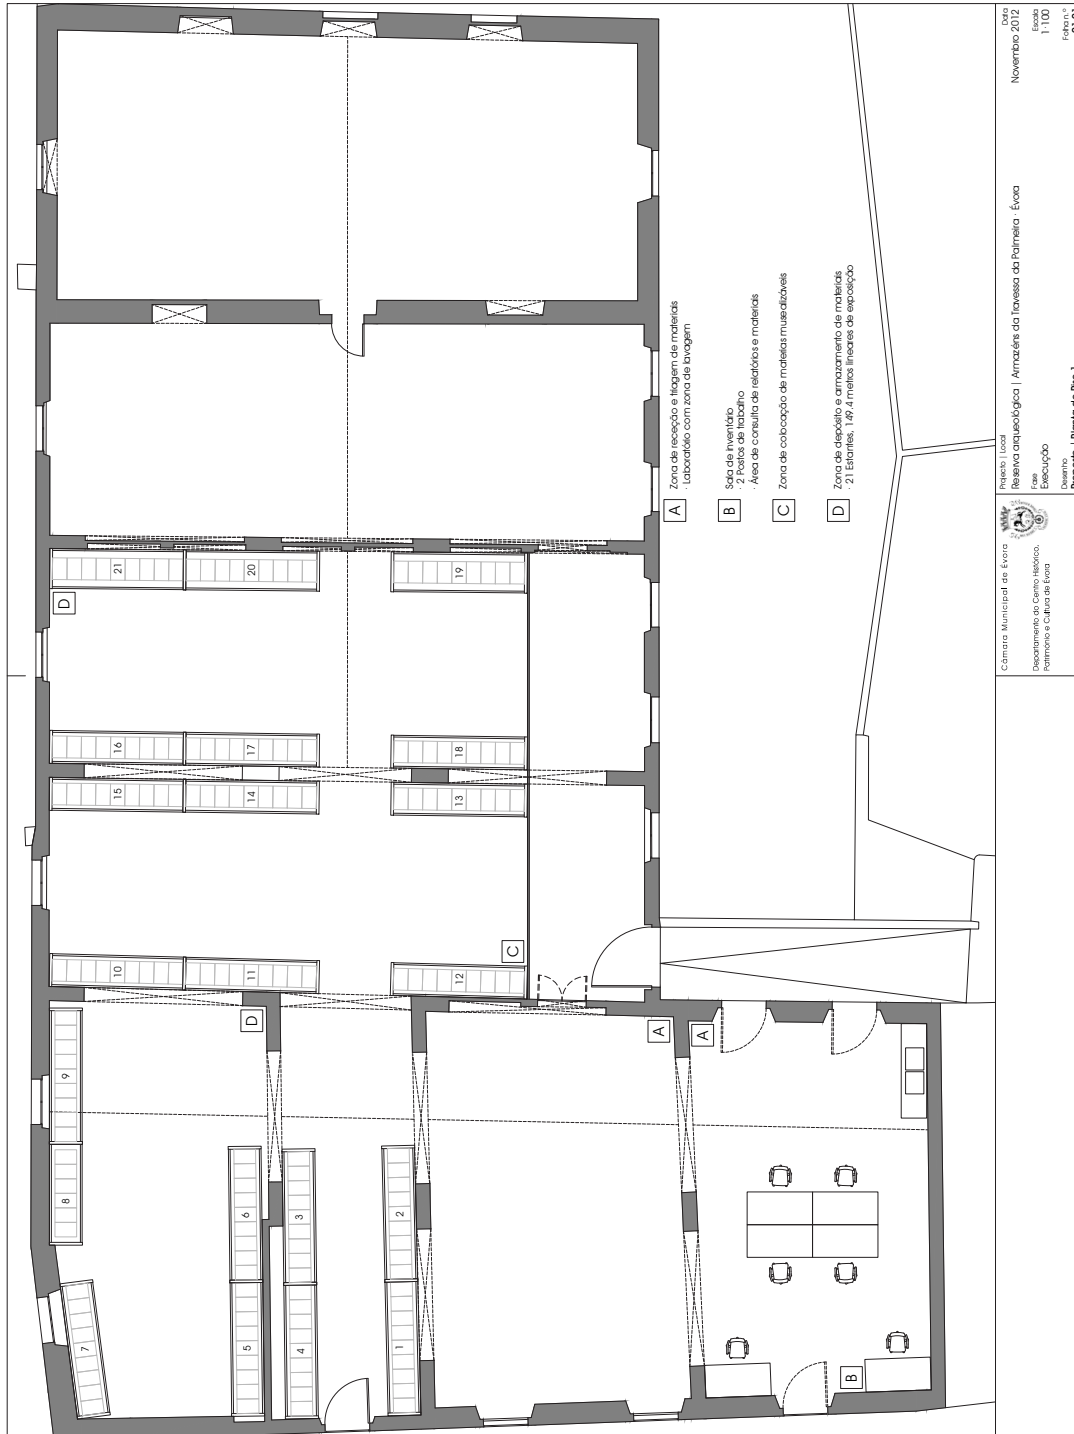 A
Zona de receção e triagem de materiais
· Laboratório com zona de lavagem
B
Sala de inventário
· 2 Postos de trabalho
· Área de consulta de relatórios e materiais
C
Zona de colocação de materias musealizáveis
D
Zona de depósito e armazamento de materiais
· 21 Estantes, 149,4 metros lineares de exposição
Câmara Municipal de Évora
Departamento do Centro Histórico,
Património e Cultura de Évora
Projecto | Local
Reserva arqueológica | Armazéns da Travessa da Palmeira · Évora
Fase
Execução
Desenho
Data
Novembro 2012
Escala
1·100
Folha n.º
21
20
19
D
16
17
18
15
14
13
10
11
12
C
D
A
A
9
8
7
6
5
3
4
2
1
B